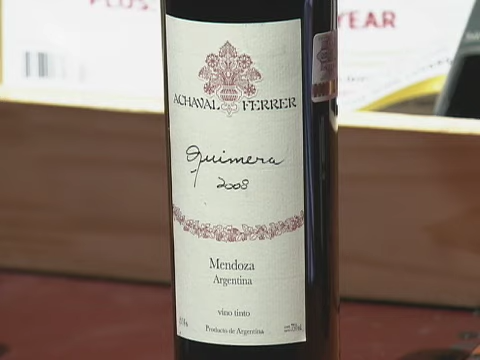 PLUS:
YEAR
ACHAVAL FERRER
Quimera
2008
Mendoza
Argentina
vino tinto
Producto de Argentina